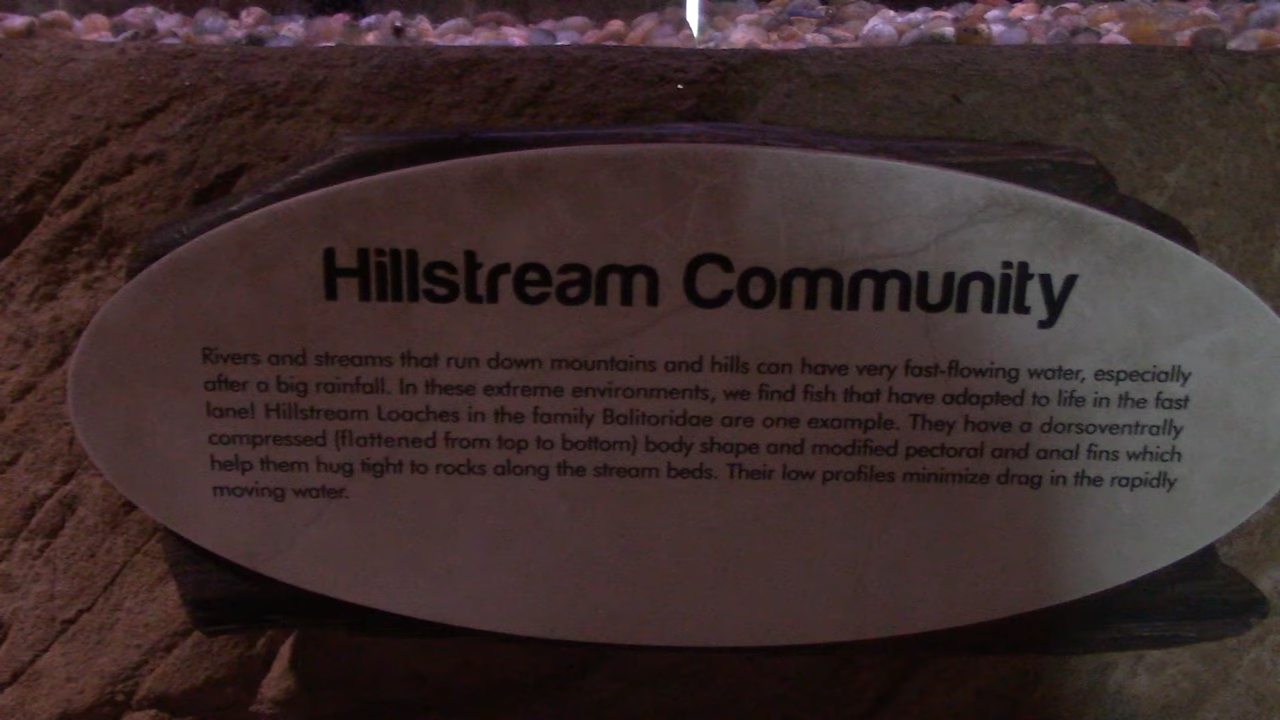 Hillstream Community
Rivers and streams that run down mountains and hills can have very fast-flowing water, especially
after a big rainfall. In these extreme environments, we find fish that have adapted to life in the fast
lane! Hillstream Loaches in the family Balitoridae are one example. They have a dorsoventrally
compressed (flattened from top to bottom) body shape and modified pectoral and anal fins which
help them hug tight to rocks along the stream beds. Their low profiles minimize drag in the rapidly
moving water.